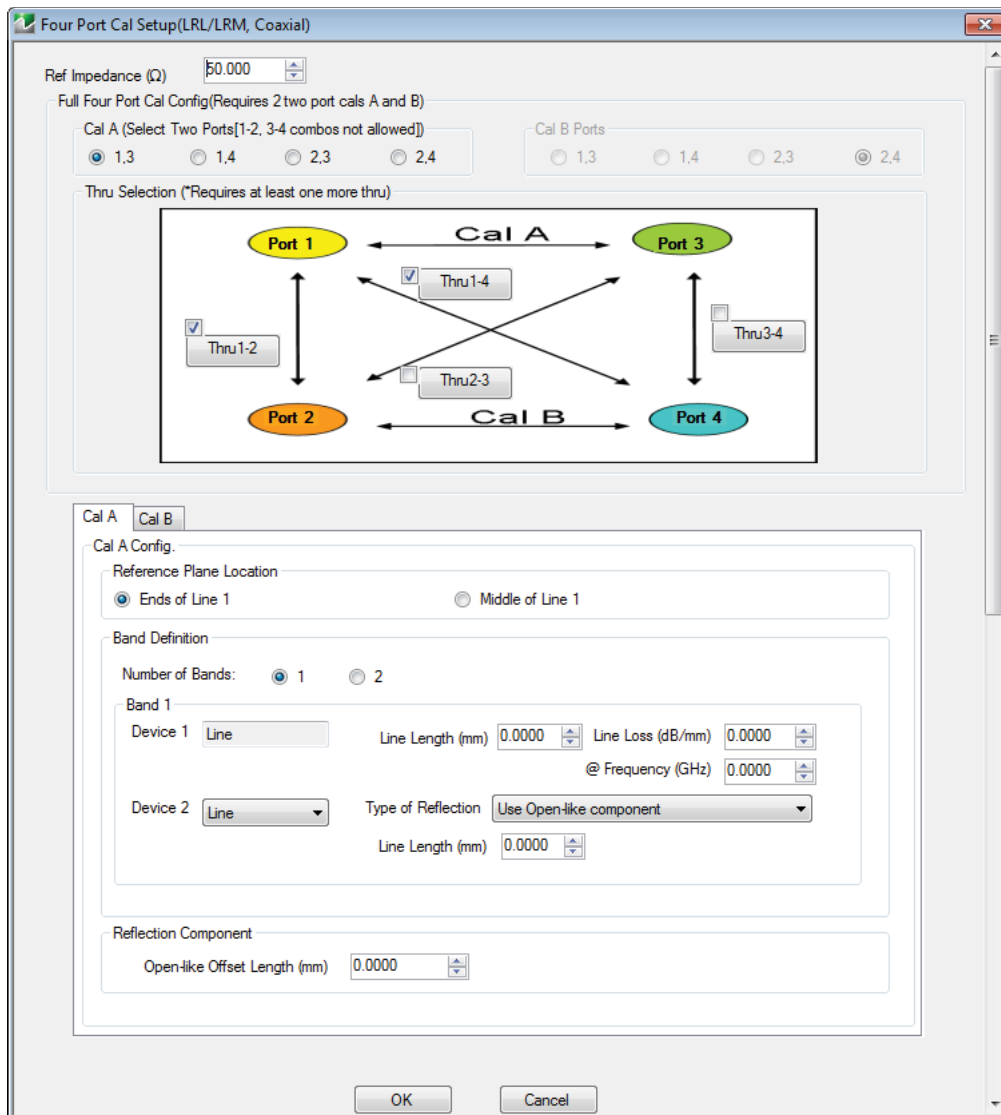 Four Port Cal Setup(LRL/LRM, Coaxial)
Ref Impedance (Ω) 50.000
Full Four Port Cal Config(Requires 2 two port cals A and B)
Cal A (Select Two Ports[1-2, 3-4 combos not allowed])
1,3 1,4 2,3 2,4
Cal B Ports
1,3 1,4 2,3 2,4
Thru Selection (*Requires at least one more thru)
Port 1 Cal A Port 3
Thru1-4
Thru1-2 Thru3-4
Thru2-3
Port 2 Cal B Port 4
Cal A Cal B
Cal A Config.
Reference Plane Location
Ends of Line 1 Middle of Line 1
Band Definition
Number of Bands: 1 2
Band 1
Device 1 Line Line Length (mm) 0.0000 Line Loss (dB/mm) 0.0000
@ Frequency (GHz) 0.0000
Device 2 Line Type of Reflection Use Open-like component
Line Length (mm) 0.0000
Reflection Component
Open-like Offset Length (mm) 0.0000
OK Cancel